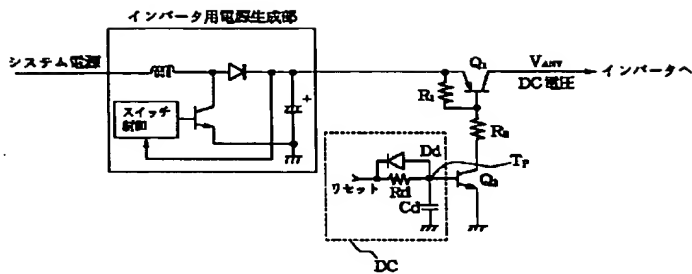 インバータ用電源生成部
システム電源
スイッチ
制御
+
Q₁
V_ANV
DC電圧
インバータへ
R₁
R₂
Dd
T_P
リセット
Rd
Cd
Q₂
DC